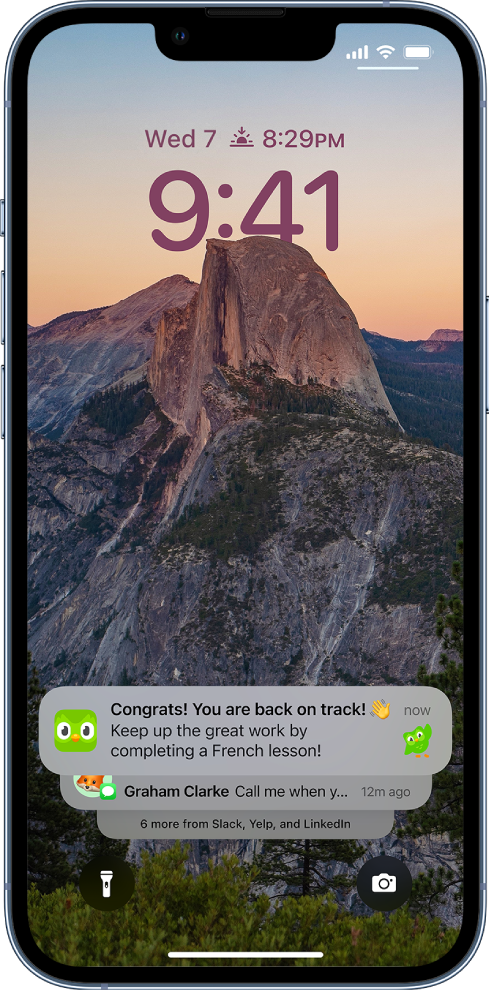 Wed 7 8:29PM
9:41
Congrats! You are back on track! 👋 now
Keep up the great work by
completing a French lesson!
Graham Clarke Call me when y... 12m ago
6 more from Slack, Yelp, and LinkedIn